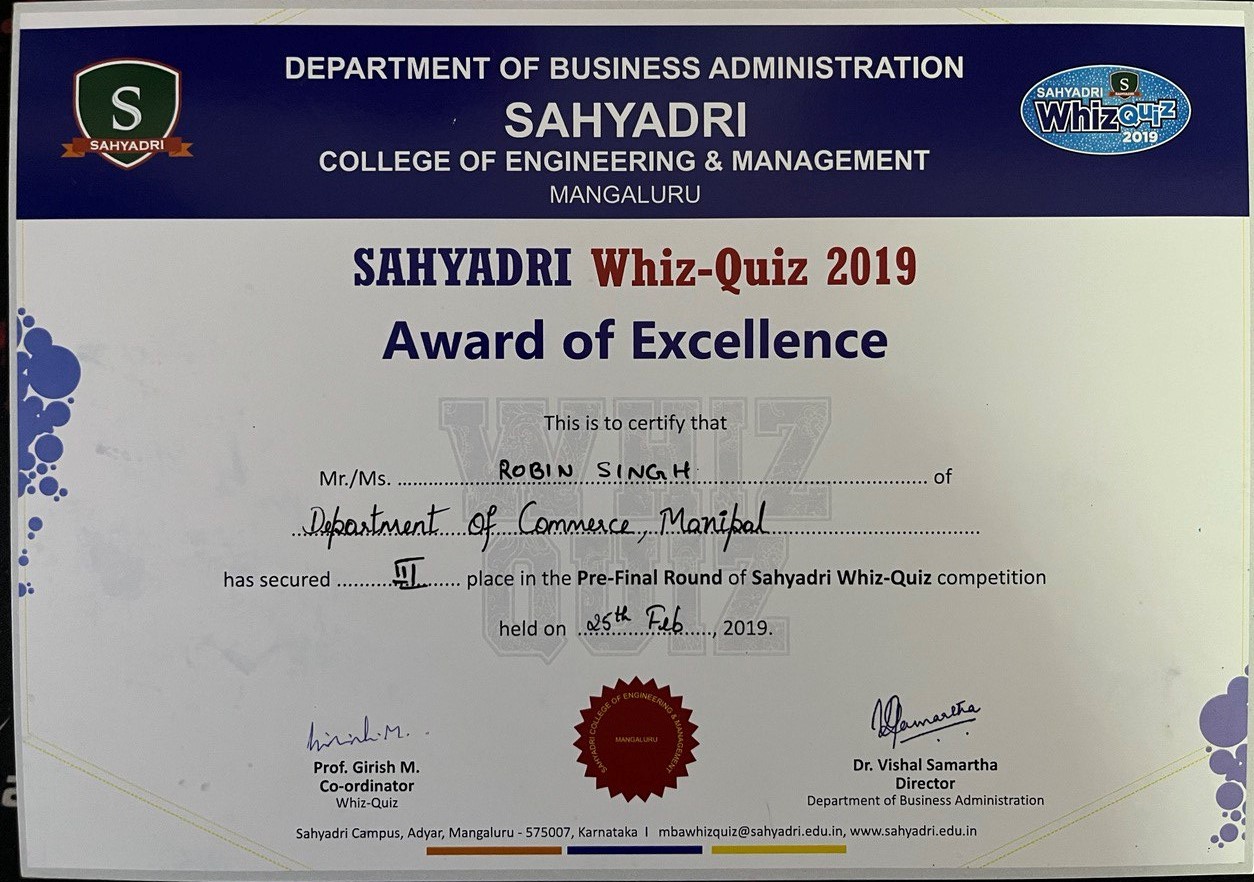 DEPARTMENT OF BUSINESS ADMINISTRATION
SAHYADRI
COLLEGE OF ENGINEERING & MANAGEMENT
MANGALURU
S
SAHYADRI
SAHYADRI S
WhizQuiz
2019
SAHYADRI Whiz-Quiz 2019
Award of Excellence
WHIZ
QUIZ
This is to certify that
Mr./Ms. ROBIN SINGH of
Department Of Commerce, Manipal
has secured III place in the Pre-Final Round of Sahyadri Whiz-Quiz competition
held on 25th Feb, 2019.
SAHYADRI COLLEGE OF ENGINEERING & MANAGEMENT
MANGALURU
Girish M.
Prof. Girish M.
Co-ordinator
Whiz-Quiz
VSamartha
Dr. Vishal Samartha
Director
Department of Business Administration
Sahyadri Campus, Adyar, Mangaluru - 575007, Karnataka I mbawhizquiz@sahyadri.edu.in, www.sahyadri.edu.in